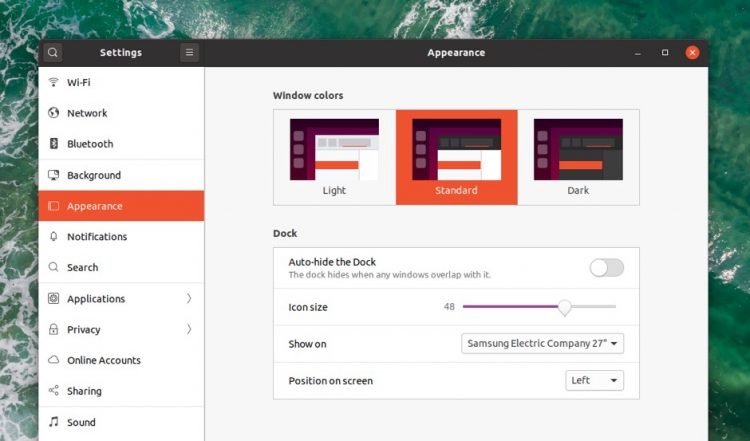 Settings
Appearance
Wi-Fi
Network
Bluetooth
Background
Appearance
Notifications
Search
Applications
Privacy
Online Accounts
Sharing
Sound
Window colors
Light
Standard
Dark
Dock
Auto-hide the Dock
The dock hides when any windows overlap with it.
Icon size
48
Show on
Samsung Electric Company 27"
Position on screen
Left